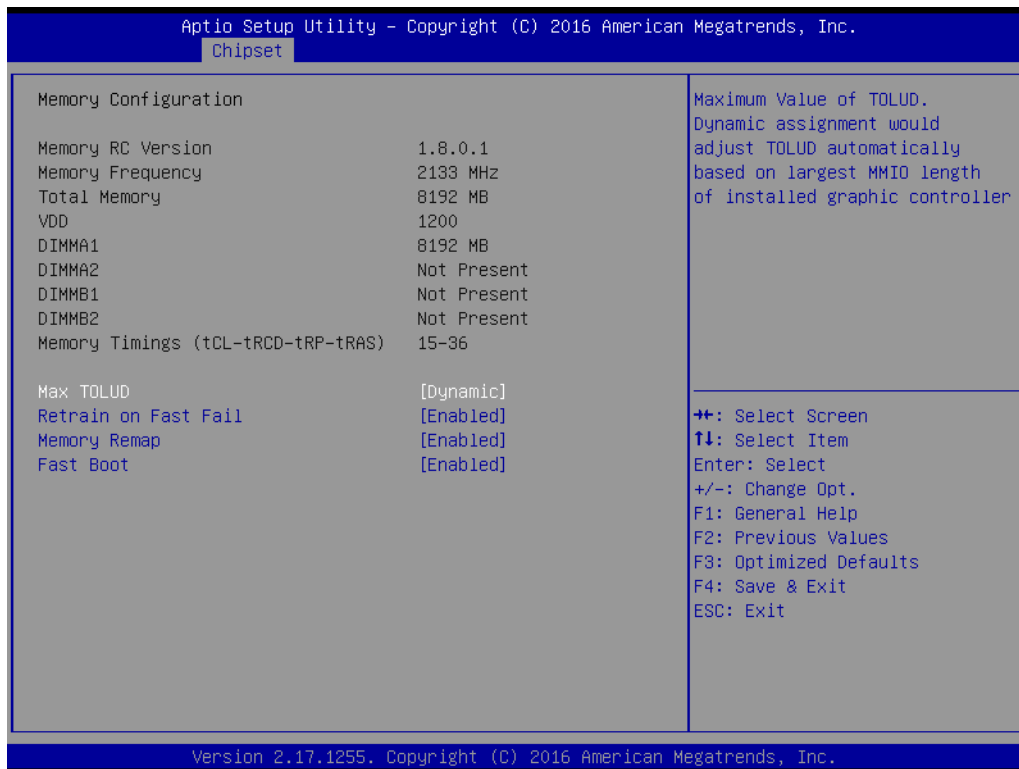 Aptio Setup Utility – Copyright (C) 2016 American Megatrends, Inc.
Chipset
Memory Configuration
Memory RC Version 1.8.0.1
Memory Frequency 2133 MHz
Total Memory 8192 MB
VDD 1200
DIMMA1 8192 MB
DIMMA2 Not Present
DIMMB1 Not Present
DIMMB2 Not Present
Memory Timings (tCL-tRCD-tRP-tRAS) 15-36
Max TOLUD [Dynamic]
Retrain on Fast Fail [Enabled]
Memory Remap [Enabled]
Fast Boot [Enabled]
Maximum Value of TOLUD.
Dynamic assignment would
adjust TOLUD automatically
based on largest MMIO length
of installed graphic controller
→←: Select Screen
↑↓: Select Item
Enter: Select
+/-: Change Opt.
F1: General Help
F2: Previous Values
F3: Optimized Defaults
F4: Save & Exit
ESC: Exit
Version 2.17.1255. Copyright (C) 2016 American Megatrends, Inc.